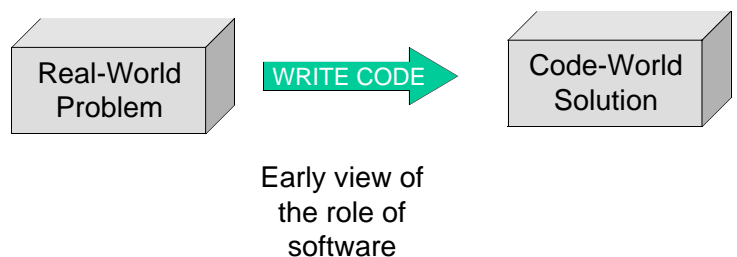 Real-World
Problem
WRITE CODE
Code-World
Solution
Early view of
the role of
software